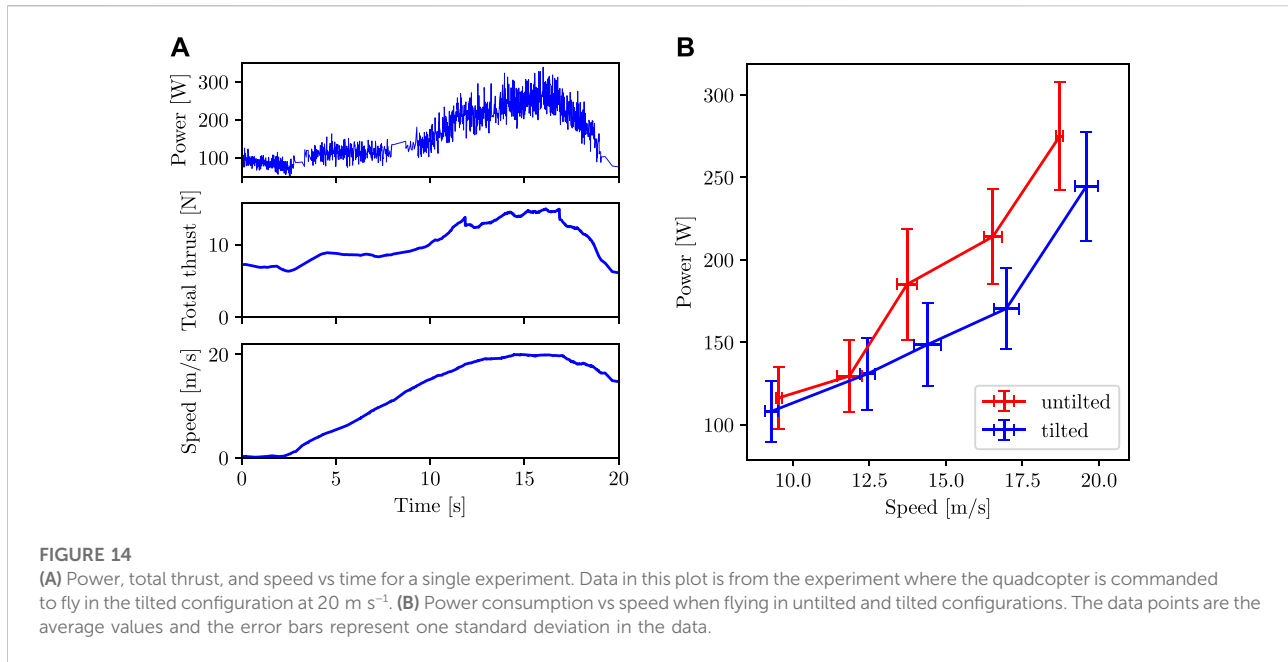 A
B
Power [W]
300
200
100
Total thrust [N]
10
0
Speed [m/s]
20
0
0
5
10
15
20
Time [s]
Power [W]
300
250
200
150
100
untilted
tilted
10.0
12.5
15.0
17.5
20.0
Speed [m/s]
FIGURE 14
(A) Power, total thrust, and speed vs time for a single experiment. Data in this plot is from the experiment where the quadcopter is commanded
to fly in the tilted configuration at 20 m s⁻¹. (B) Power consumption vs speed when flying in untilted and tilted configurations. The data points are the
average values and the error bars represent one standard deviation in the data.